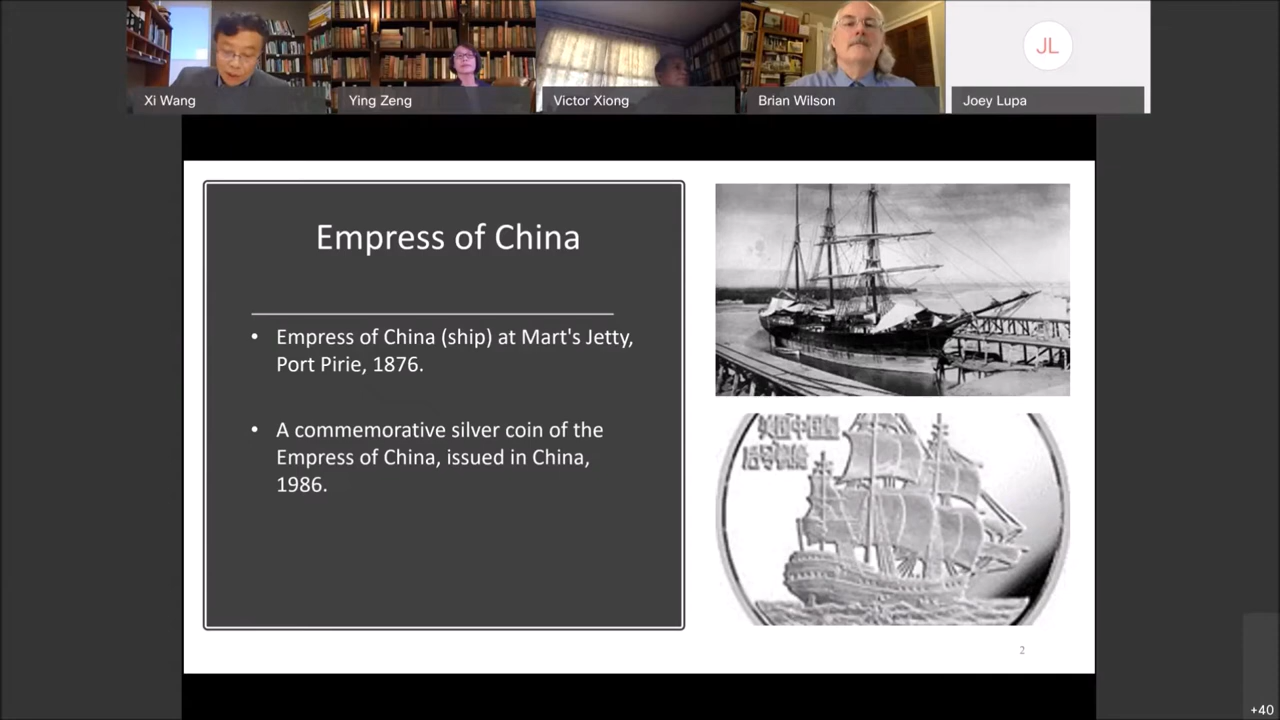 Xi Wang
Ying Zeng
Victor Xiong
Brian Wilson
JL
Joey Lupa
Empress of China
• Empress of China (ship) at Mart's Jetty,
Port Pirie, 1876.
• A commemorative silver coin of the
Empress of China, issued in China,
1986.
2
+40